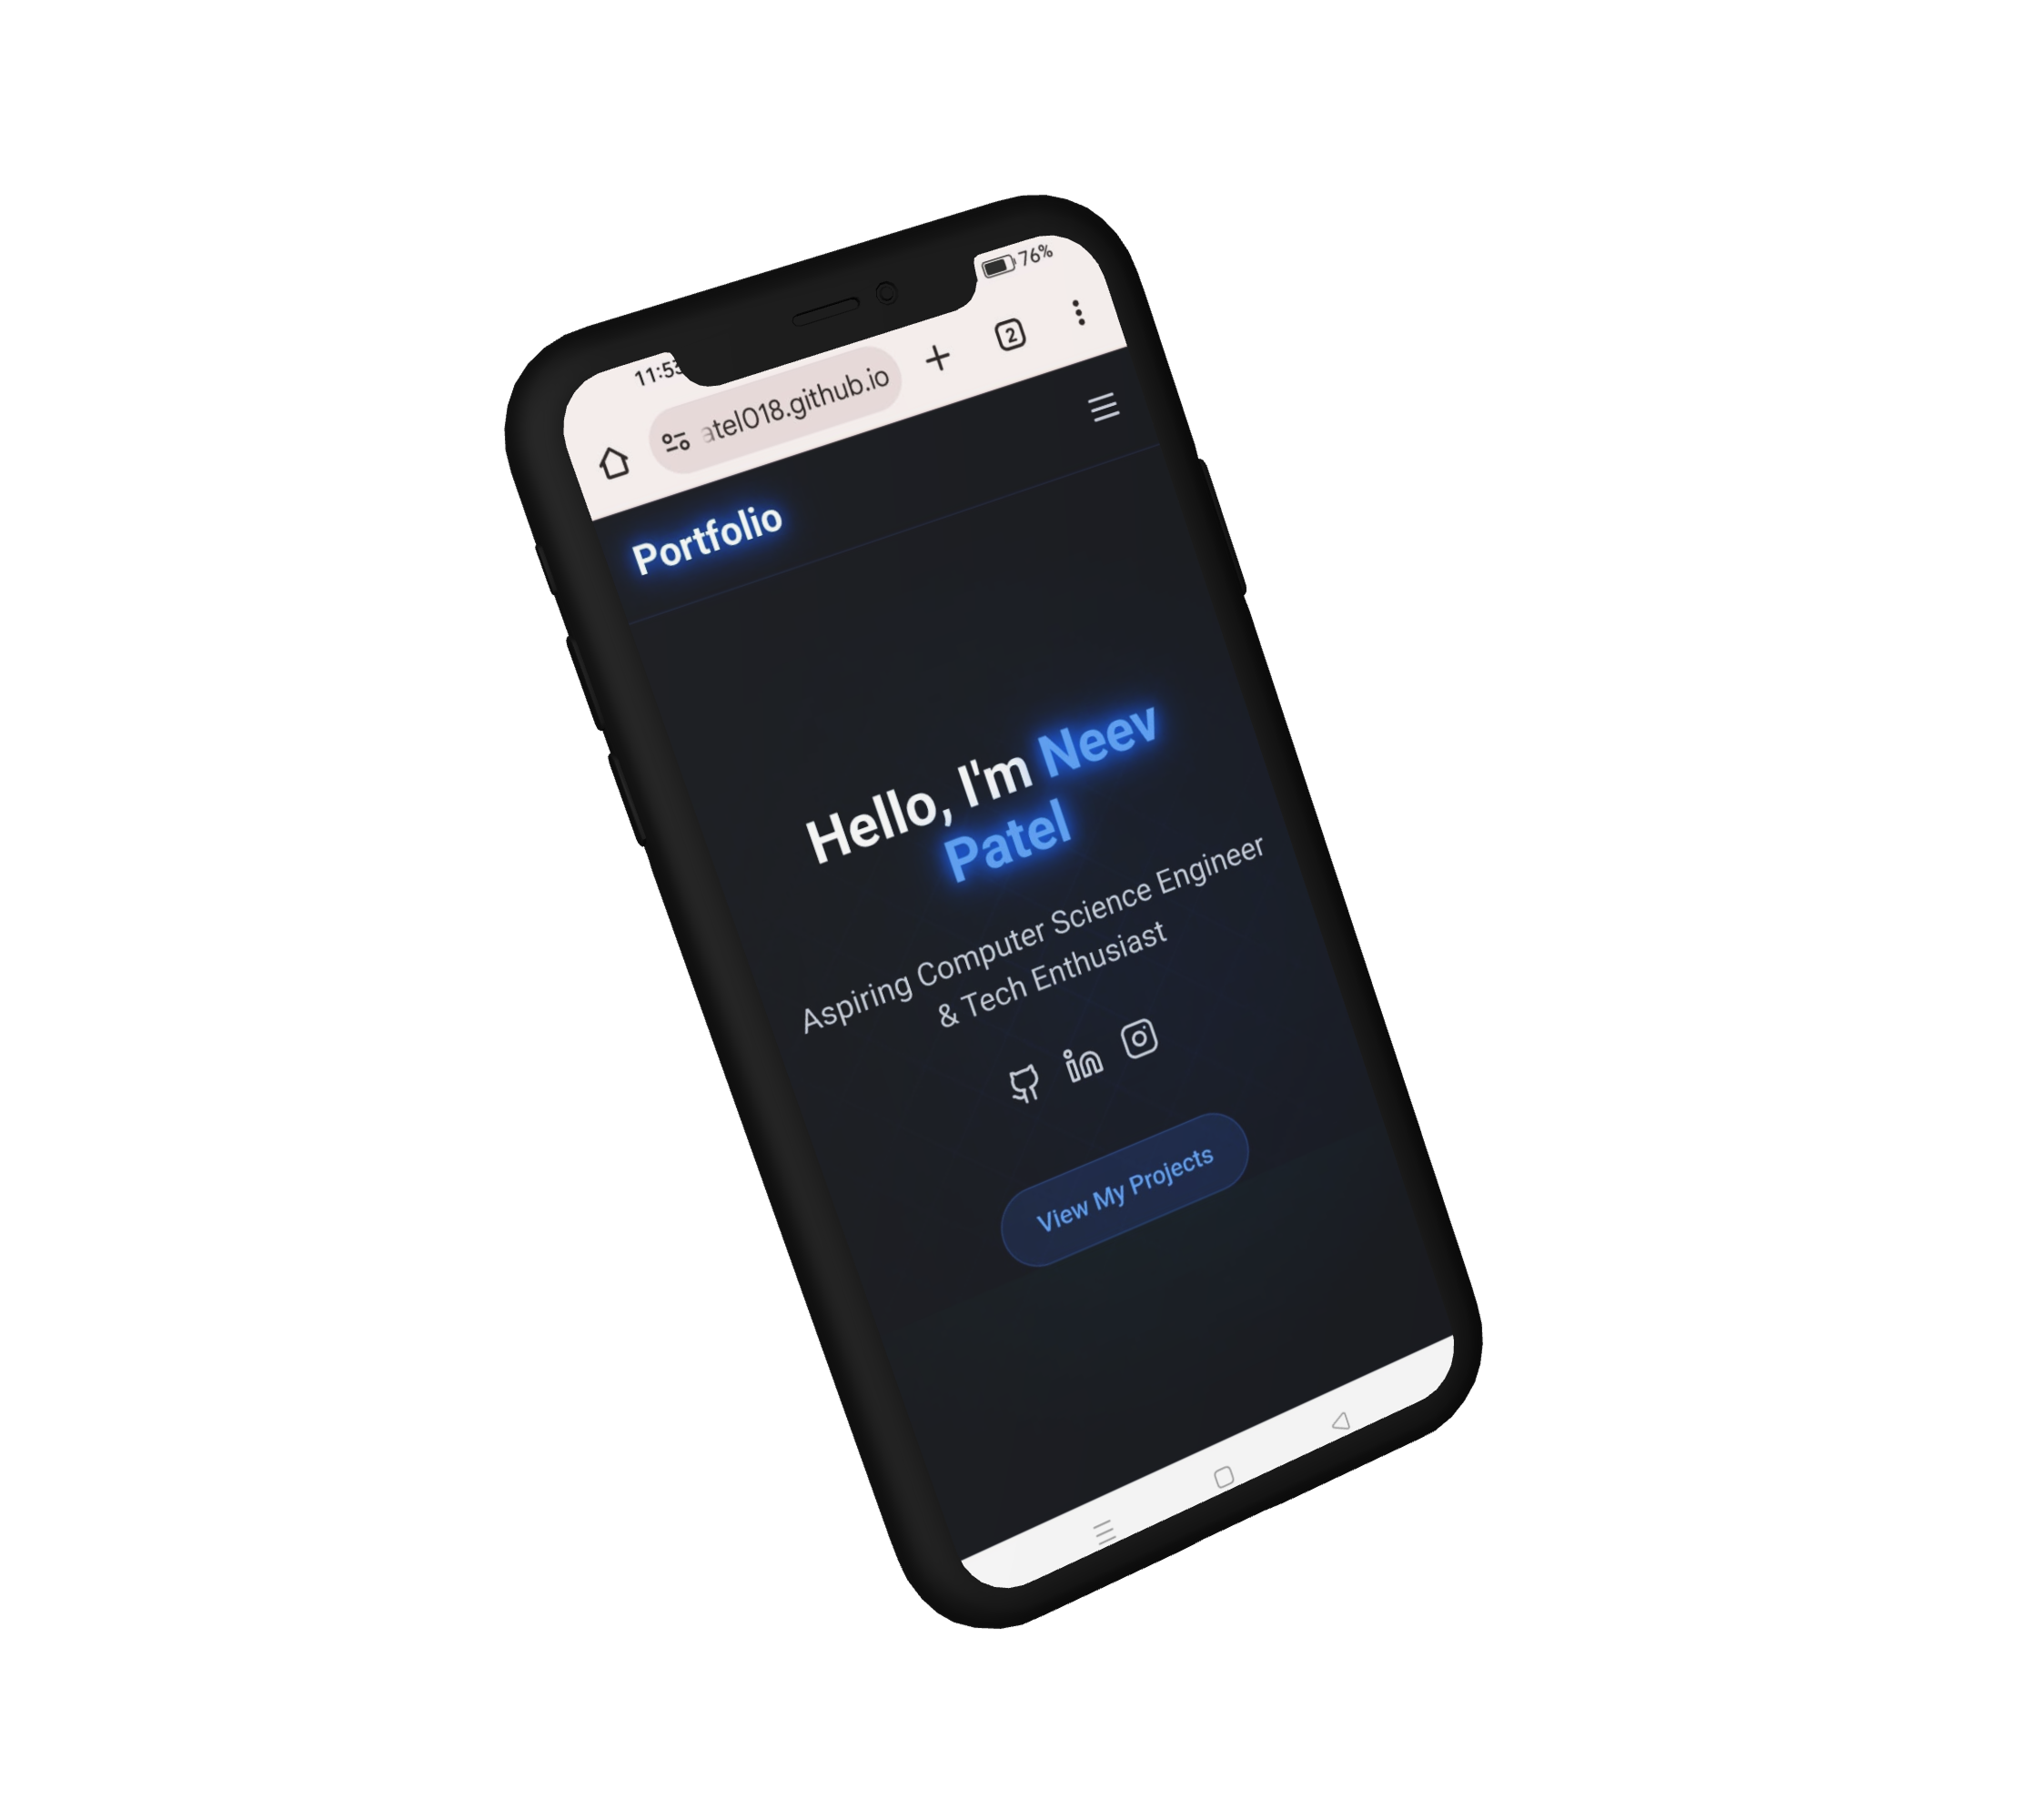 11:53
76%
atel018.github.io
2
Portfolio
Hello, I'm Neev
Patel
Aspiring Computer Science Engineer
& Tech Enthusiast
in
View My Projects